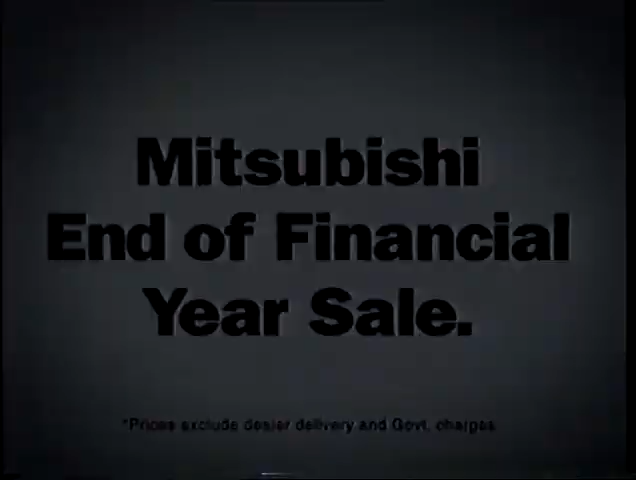 Mitsubishi
End of Financial
Year Sale.
*Prices exclude dealer delivery and Govt. charges